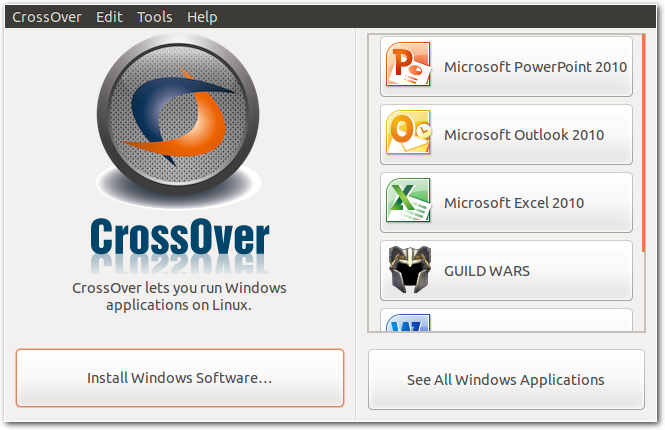 CrossOver Edit Tools Help
CrossOver
CrossOver lets you run Windows
applications on Linux.
Install Windows Software...
Microsoft PowerPoint 2010
Microsoft Outlook 2010
Microsoft Excel 2010
GUILD WARS
See All Windows Applications